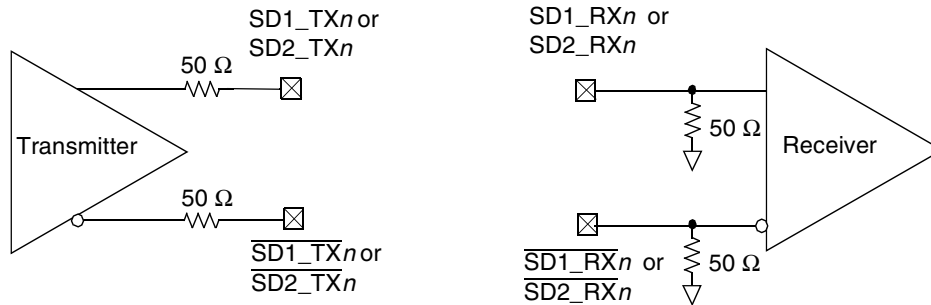 SD1_TXn or
SD2_TXn
50 Ω
Transmitter
50 Ω
SD1_TXn or
SD2_TXn
SD1_RXn or
SD2_RXn
50 Ω
Receiver
SD1_RXn or
SD2_RXn
50 Ω